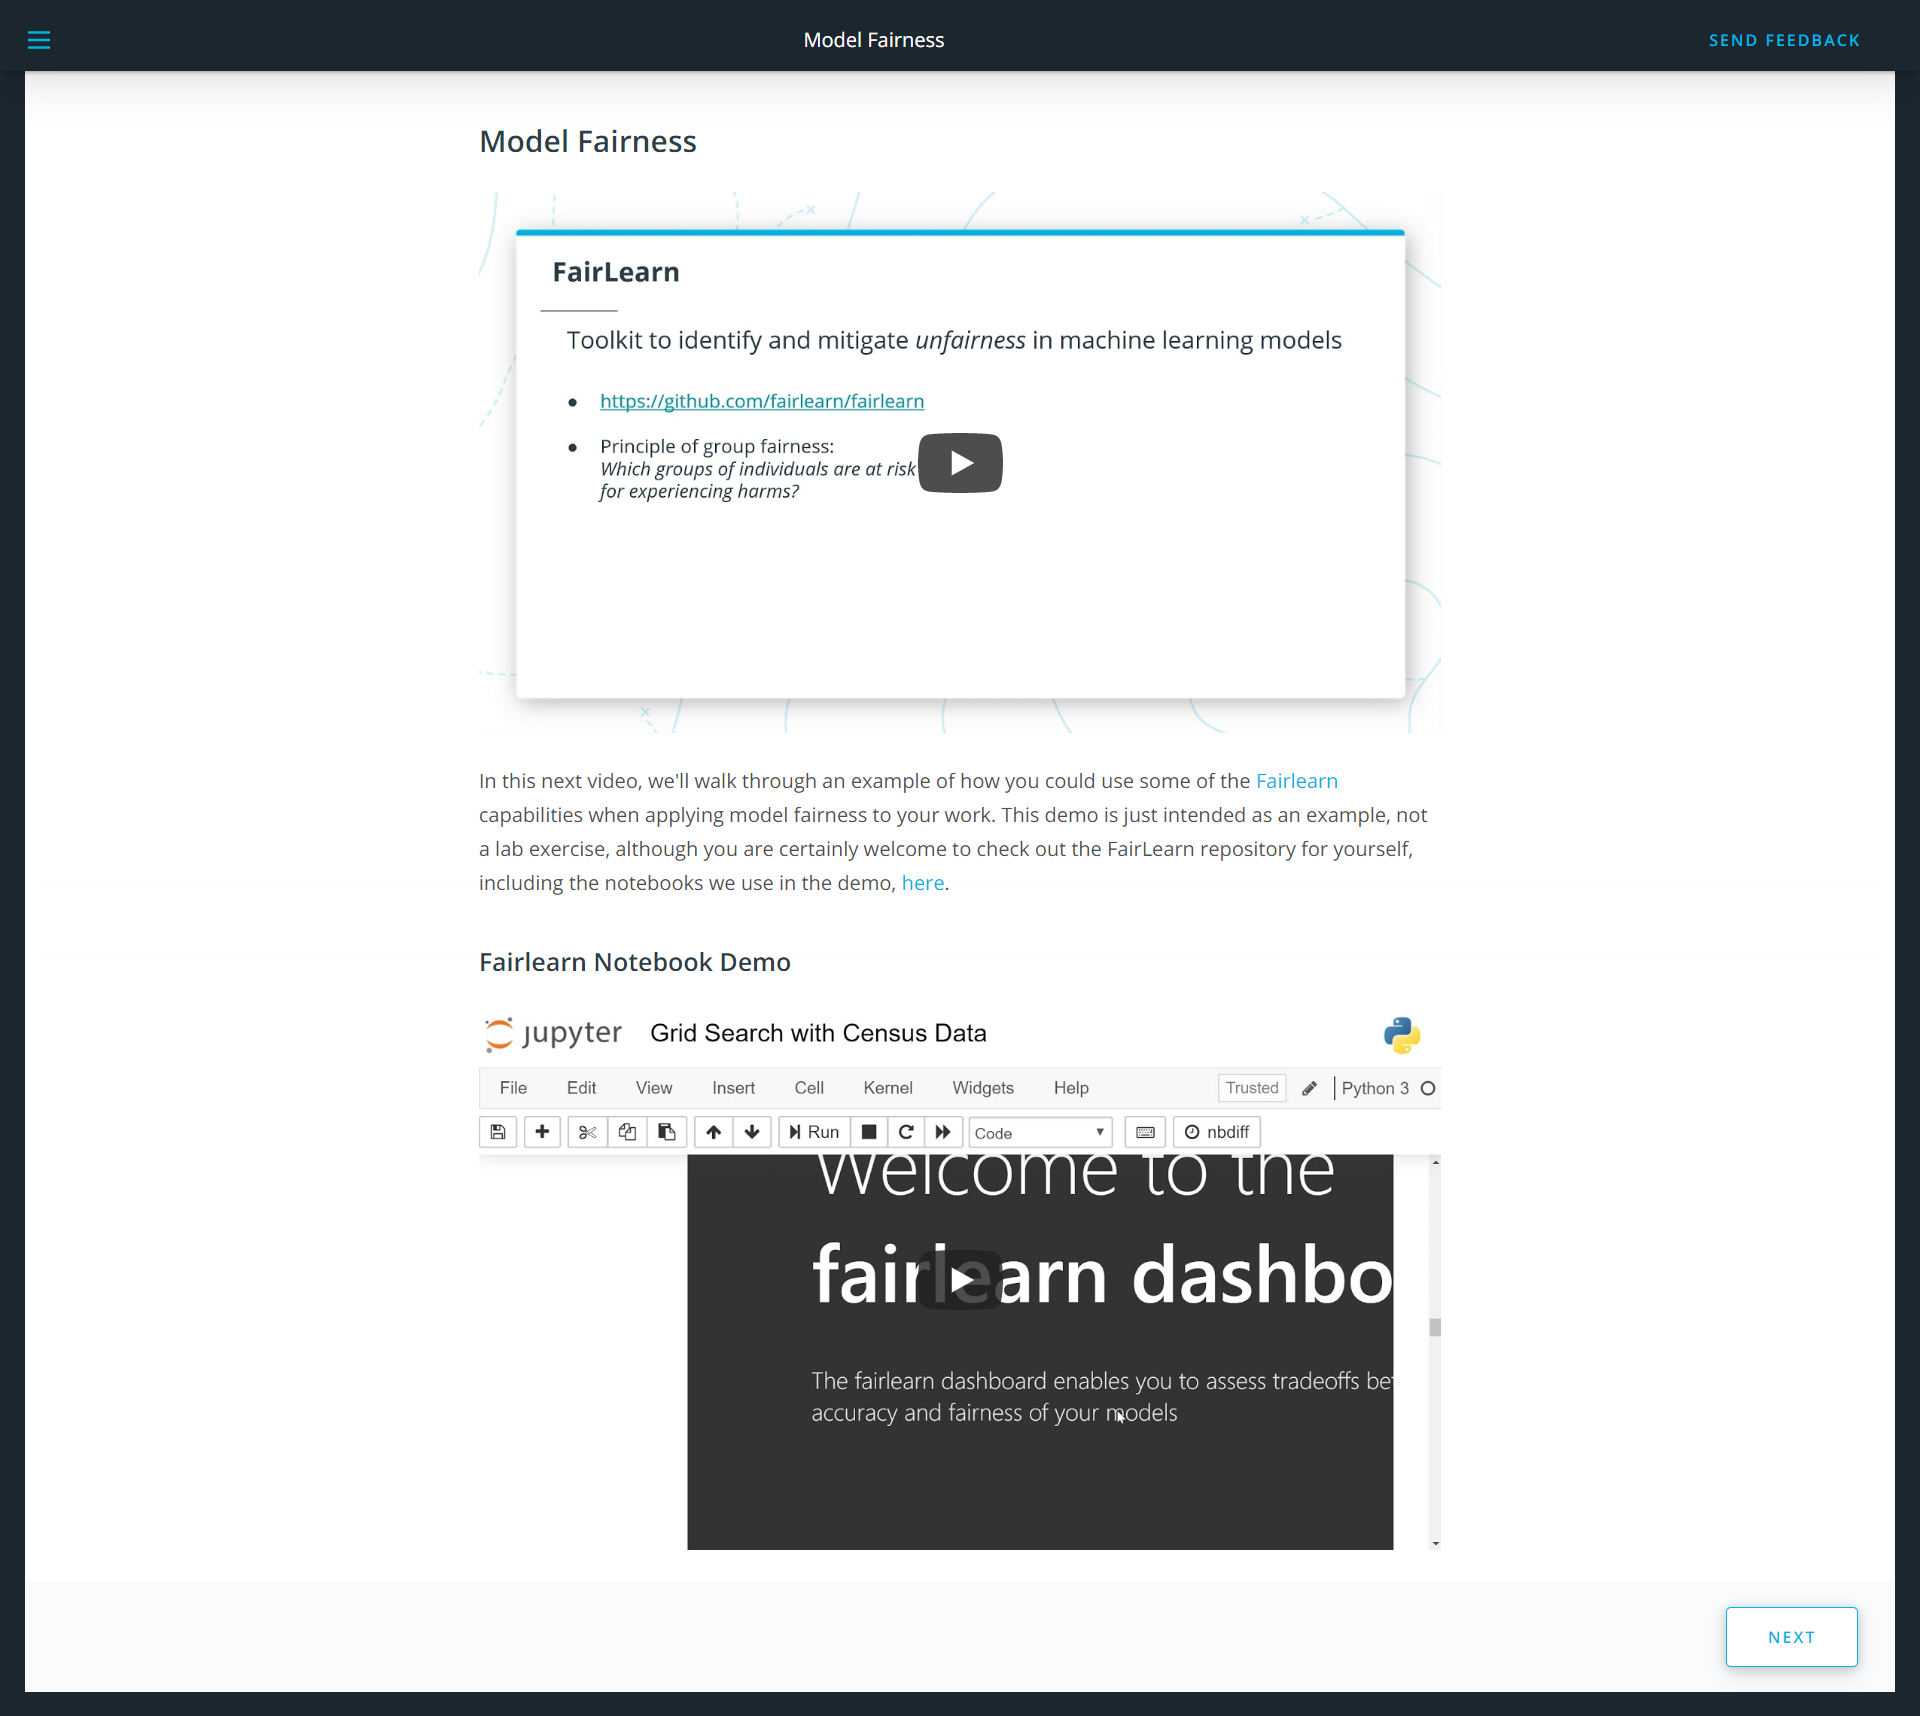 Model Fairness
SEND FEEDBACK
Model Fairness
FairLearn
Toolkit to identify and mitigate unfairness in machine learning models
https://github.com/fairlearn/fairlearn
Principle of group fairness:
Which groups of individuals are at risk
for experiencing harms?
In this next video, we'll walk through an example of how you could use some of the Fairlearn
capabilities when applying model fairness to your work. This demo is just intended as an example, not
a lab exercise, although you are certainly welcome to check out the FairLearn repository for yourself,
including the notebooks we use in the demo, here.
Fairlearn Notebook Demo
jupyter Grid Search with Census Data
File Edit View Insert Cell Kernel Widgets Help Trusted Python 3
Run Code nbdiff
Welcome to the
fairlearn dashbo
The fairlearn dashboard enables you to assess tradeoffs be
accuracy and fairness of your models
NEXT